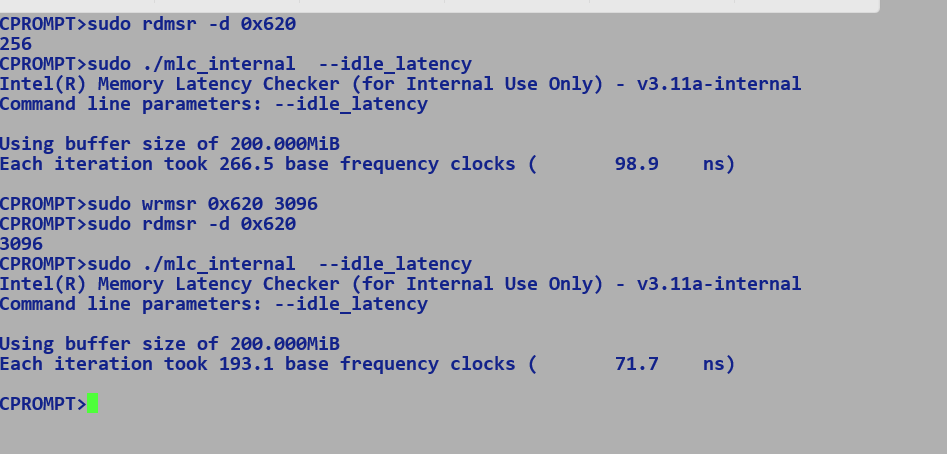 CPROMPT>sudo rdmsr -d 0x620
256
CPROMPT>sudo ./mlc_internal  --idle_latency
Intel(R) Memory Latency Checker (for Internal Use Only) - v3.11a-internal
Command line parameters: --idle_latency
Using buffer size of 200.000MiB
Each iteration took 266.5 base frequency clocks (       98.9    ns)
CPROMPT>sudo wrmsr 0x620 3096
CPROMPT>sudo rdmsr -d 0x620
3096
CPROMPT>sudo ./mlc_internal  --idle_latency
Intel(R) Memory Latency Checker (for Internal Use Only) - v3.11a-internal
Command line parameters: --idle_latency
Using buffer size of 200.000MiB
Each iteration took 193.1 base frequency clocks (       71.7    ns)
CPROMPT>